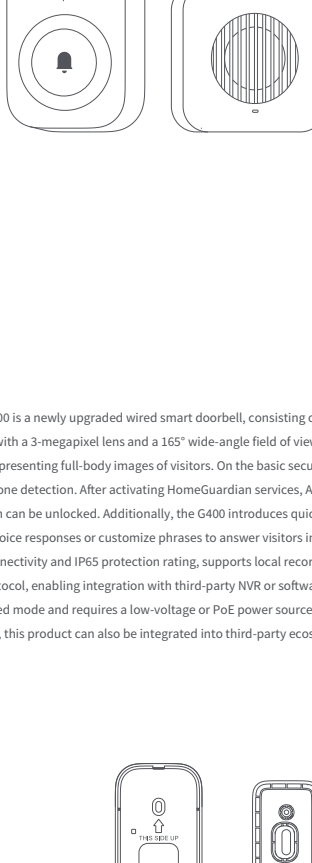 00 is a newly upgraded wired smart doorbell, consisting
with a 3-megapixel lens and a 165° wide-angle field of view
presenting full-body images of visitors. On the basic secu
one detection. After activating HomeGuardian services, A
n can be unlocked. Additionally, the G400 introduces quic
oice responses or customize phrases to answer visitors in
nnectivity and IP65 protection rating, supports local recor
tocol, enabling integration with third-party NVR or softwa
ed mode and requires a low-voltage or PoE power source
, this product can also be integrated into third-party ecos
THIS SIDE UP